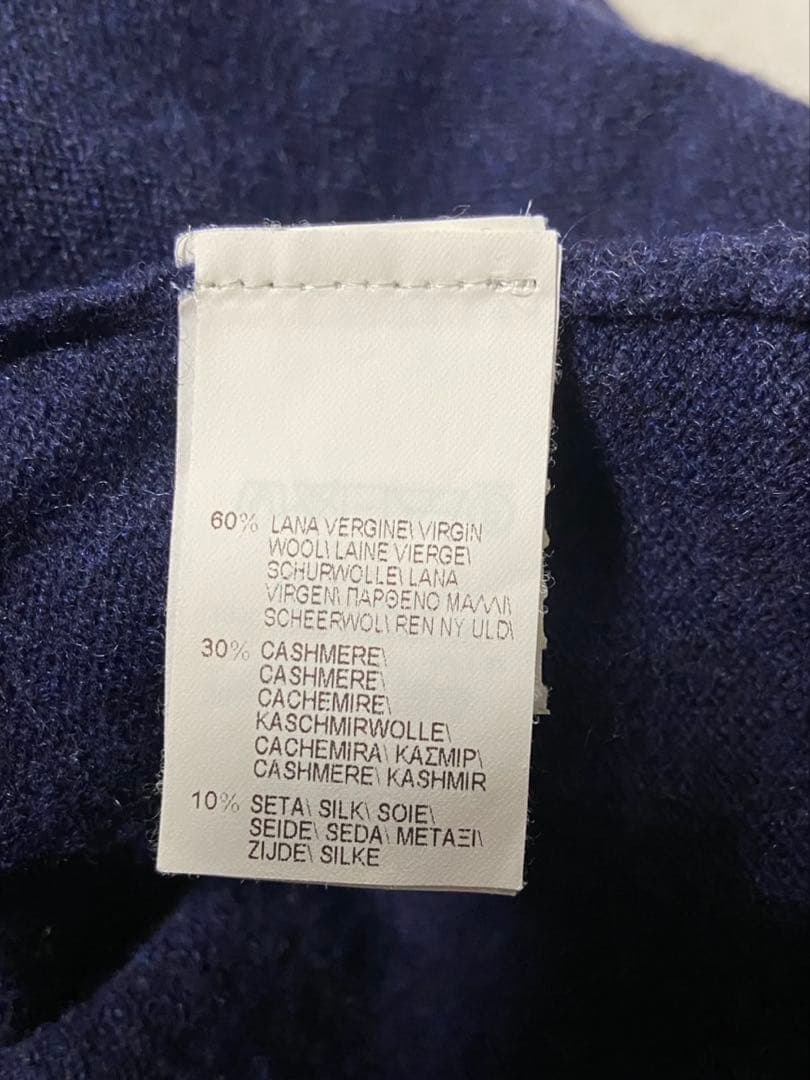 60% LANA VERGINE\ VIRGIN
WOOL\ LAINE VIERGE\
SCHURWOLLE\ LANA
VIRGEN\ ΠΑΡΘΕΝΟ ΜΑΛΛΙ\
SCHEERWOL\ REN NY ULD\
30% CASHMERE\
CASHMERE\
CACHEMIRE\
KASCHMIRWOLLE\
CACHEMIRA\ ΚΑΣΜΙΡ\
CASHMERE\ KASHMIR
10% SETA\ SILK\ SOIE\
SEIDE\ SEDA\ ΜΕΤΑΞΙ\
ZIJDE\ SILKE